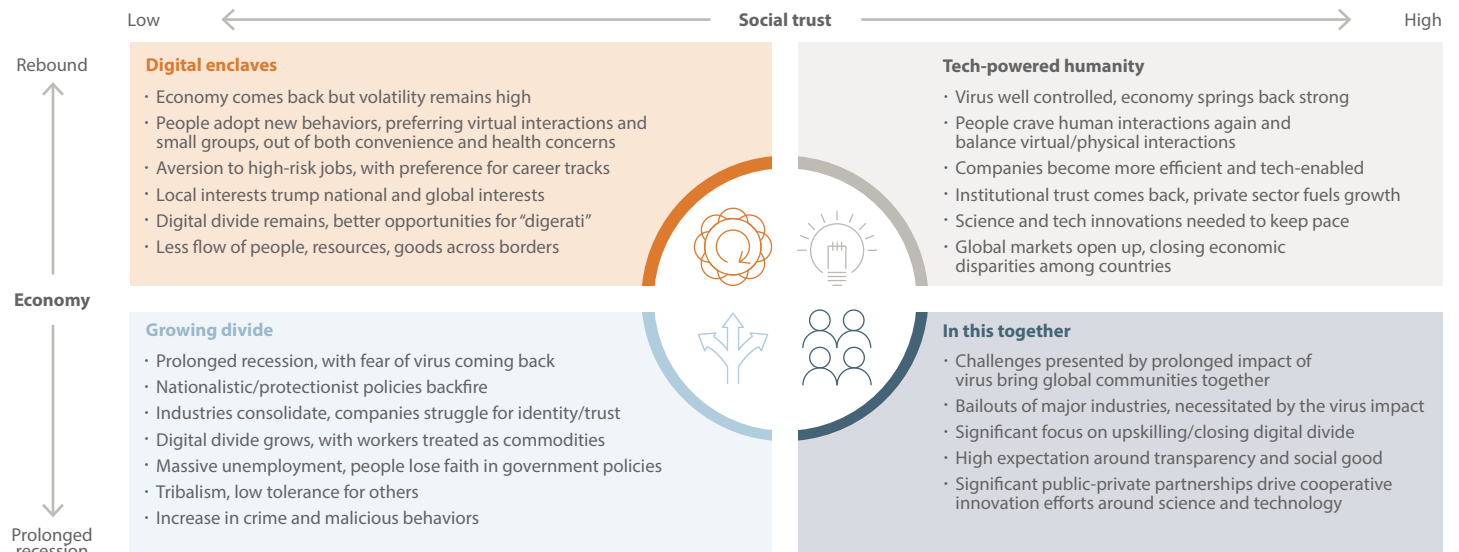 Low
Social trust
High
Rebound
Economy
Prolonged
recession
Digital enclaves
· Economy comes back but volatility remains high
· People adopt new behaviors, preferring virtual interactions and
small groups, out of both convenience and health concerns
· Aversion to high-risk jobs, with preference for career tracks
· Local interests trump national and global interests
· Digital divide remains, better opportunities for “digerati”
· Less flow of people, resources, goods across borders
Tech-powered humanity
· Virus well controlled, economy springs back strong
· People crave human interactions again and
balance virtual/physical interactions
· Companies become more efficient and tech-enabled
· Institutional trust comes back, private sector fuels growth
· Science and tech innovations needed to keep pace
· Global markets open up, closing economic
disparities among countries
Growing divide
· Prolonged recession, with fear of virus coming back
· Nationalistic/protectionist policies backfire
· Industries consolidate, companies struggle for identity/trust
· Digital divide grows, with workers treated as commodities
· Massive unemployment, people lose faith in government policies
· Tribalism, low tolerance for others
· Increase in crime and malicious behaviors
In this together
· Challenges presented by prolonged impact of
virus bring global communities together
· Bailouts of major industries, necessitated by the virus impact
· Significant focus on upskilling/closing digital divide
· High expectation around transparency and social good
· Significant public-private partnerships drive cooperative
innovation efforts around science and technology